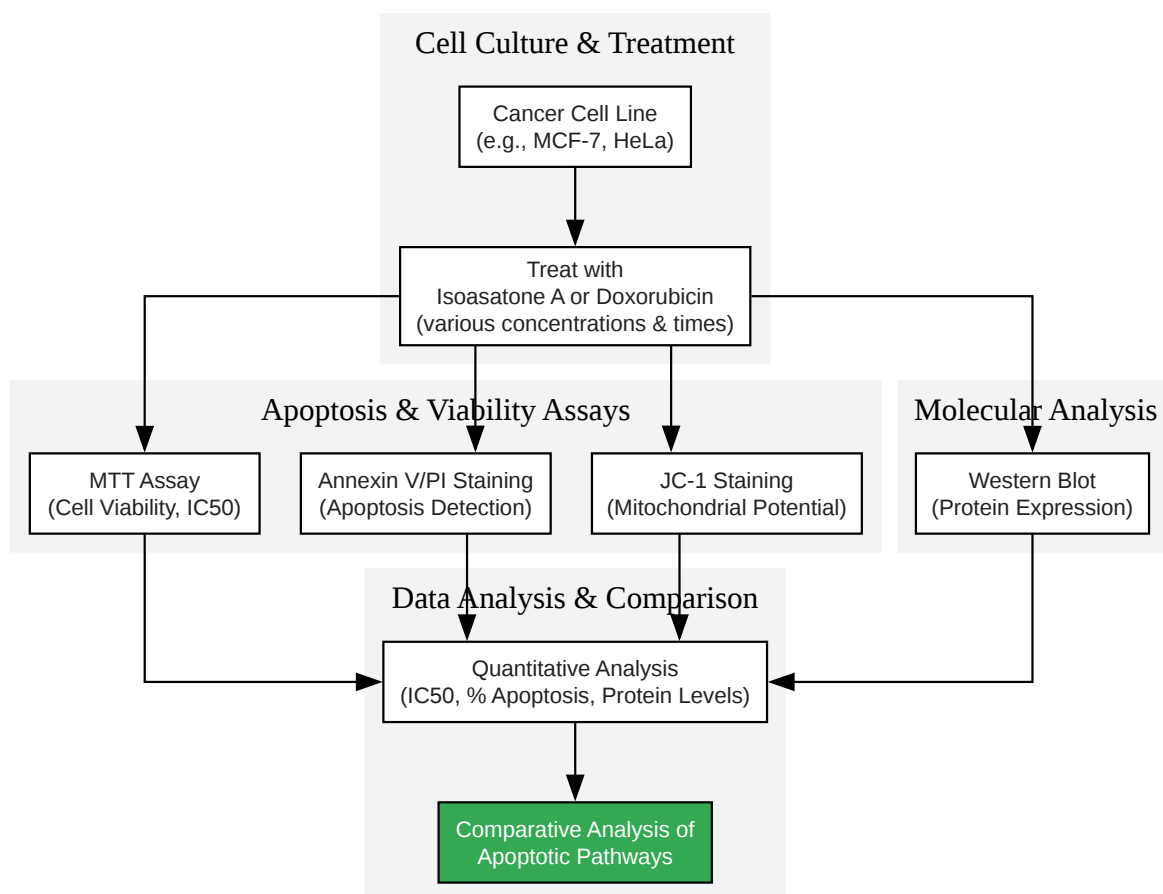 Cell Culture & Treatment
Cancer Cell Line
(e.g., MCF-7, HeLa)
Treat with
Isoasatone A or Doxorubicin
(various concentrations & times)
Apoptosis & Viability Assays
Molecular Analysis
MTT Assay
(Cell Viability, IC50)
Annexin V/PI Staining
(Apoptosis Detection)
JC-1 Staining
(Mitochondrial Potential)
Western Blot
(Protein Expression)
Data Analysis & Comparison
Quantitative Analysis
(IC50, % Apoptosis, Protein Levels)
Comparative Analysis of
Apoptotic Pathways